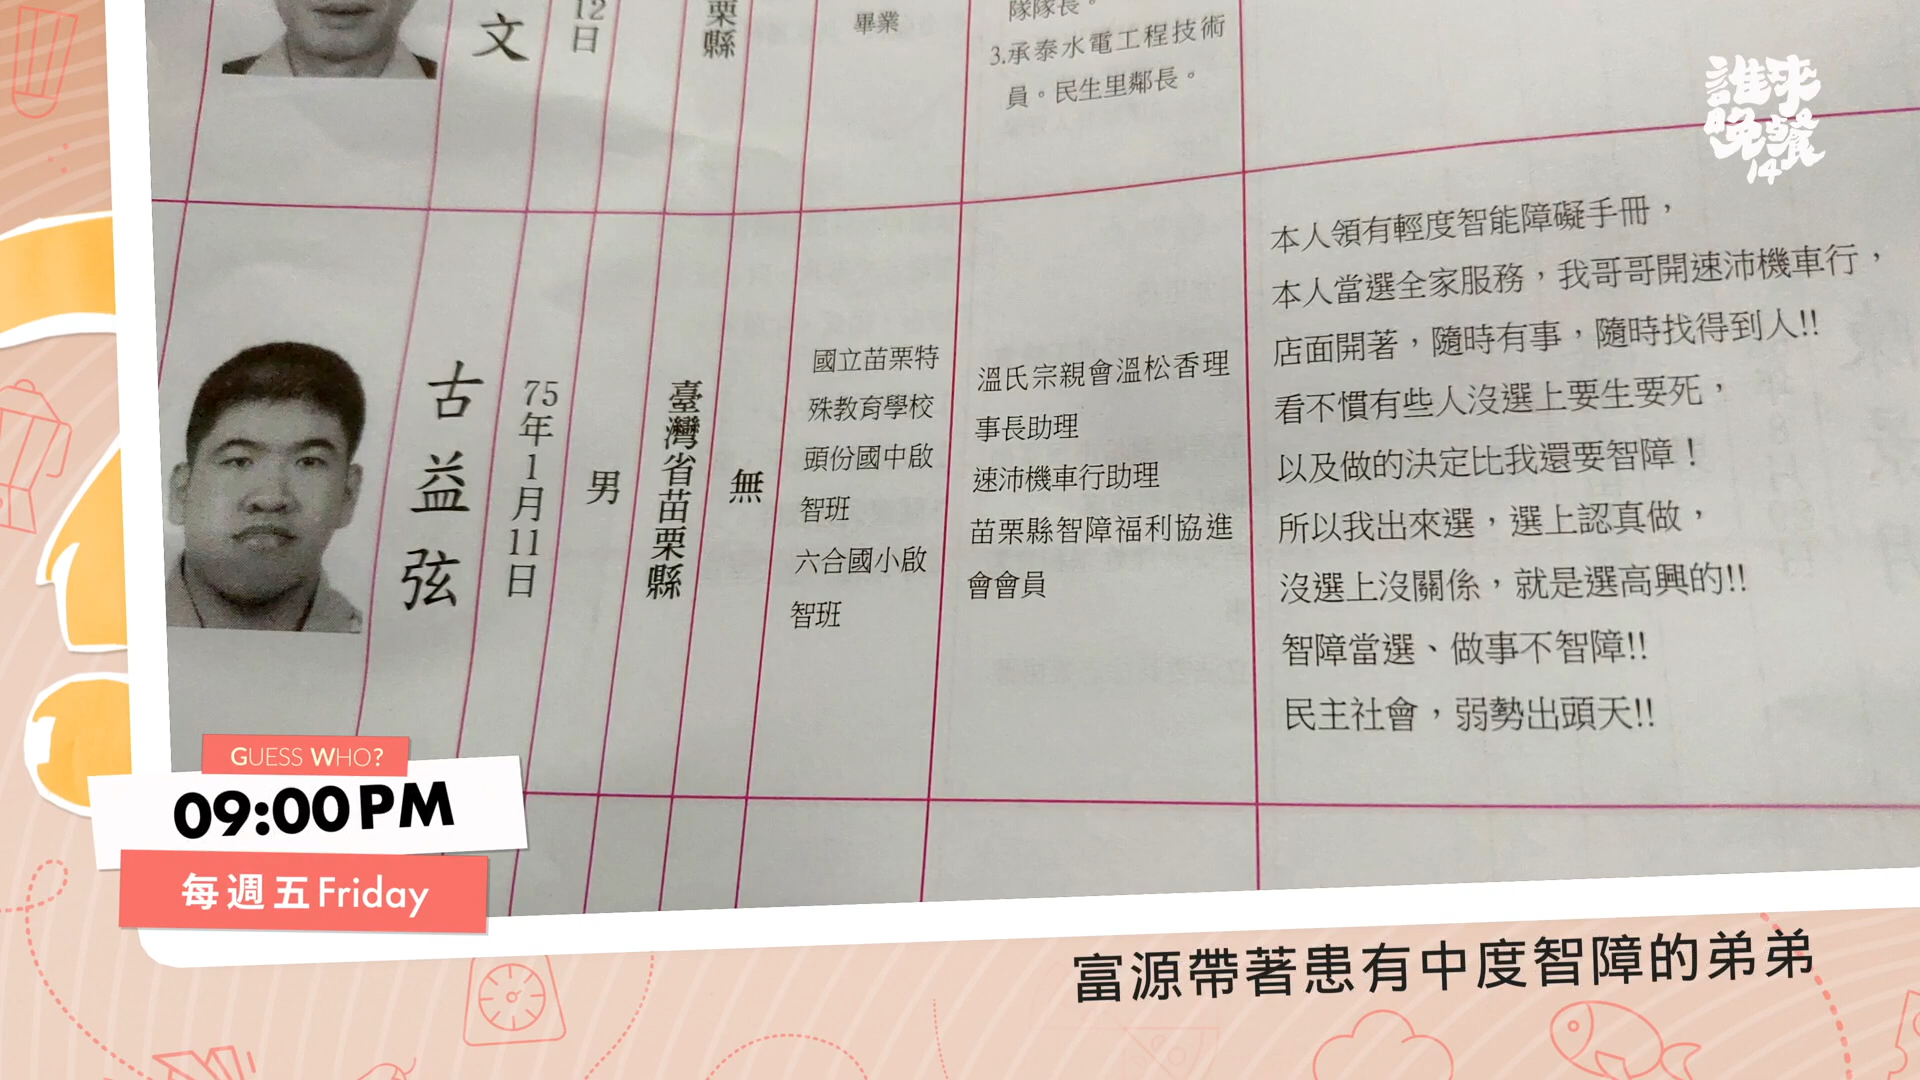 文
12
日
栗縣
畢業
隊隊長。
3.承泰水電工程技術
員。民生里鄰長。
誰來
晚餐
14
古益弦
75年1月11日
男
臺灣省苗栗縣
無
國立苗栗特
殊教育學校
頭份國中啟
智班
六合國小啟
智班
溫氏宗親會溫松香理
事長助理
速沛機車行助理
苗栗縣智障福利協進
會會員
本人領有輕度智能障礙手冊，
本人當選全家服務，我哥哥開速沛機車行，
店面開著，隨時有事，隨時找得到人!!
看不慣有些人沒選上要生要死，
以及做的決定比我還要智障！
所以我出來選，選上認真做，
沒選上沒關係，就是選高興的!!
智障當選、做事不智障!!
民主社會，弱勢出頭天!!
GUESS WHO?
09:00 PM
每週五Friday
富源帶著患有中度智障的弟弟